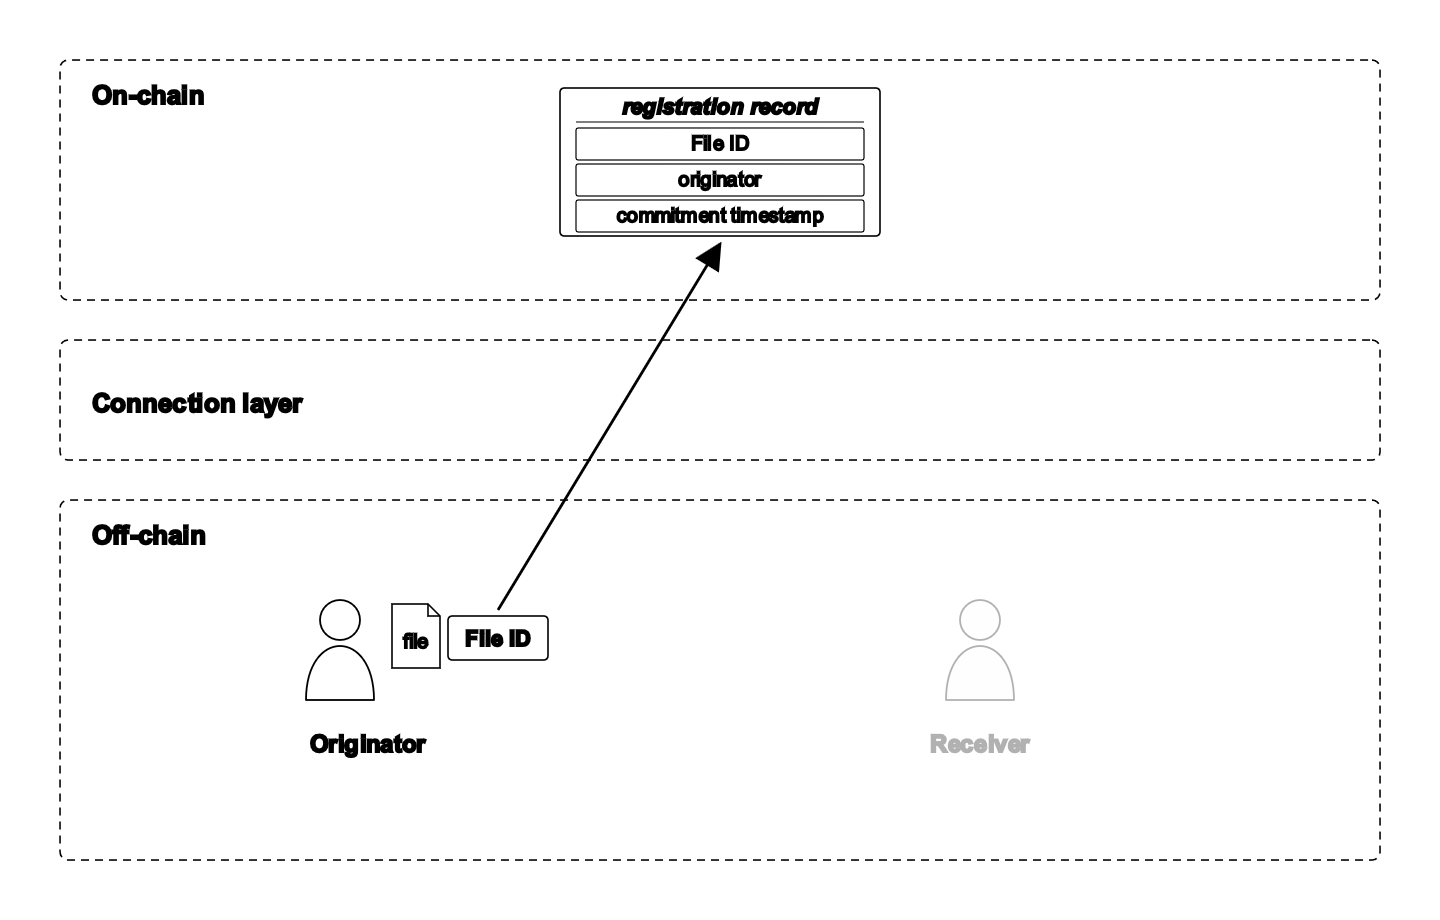 On-chain
registration record
File ID
originator
commitment timestamp
Connection layer
Off-chain
file
File ID
Originator
Receiver